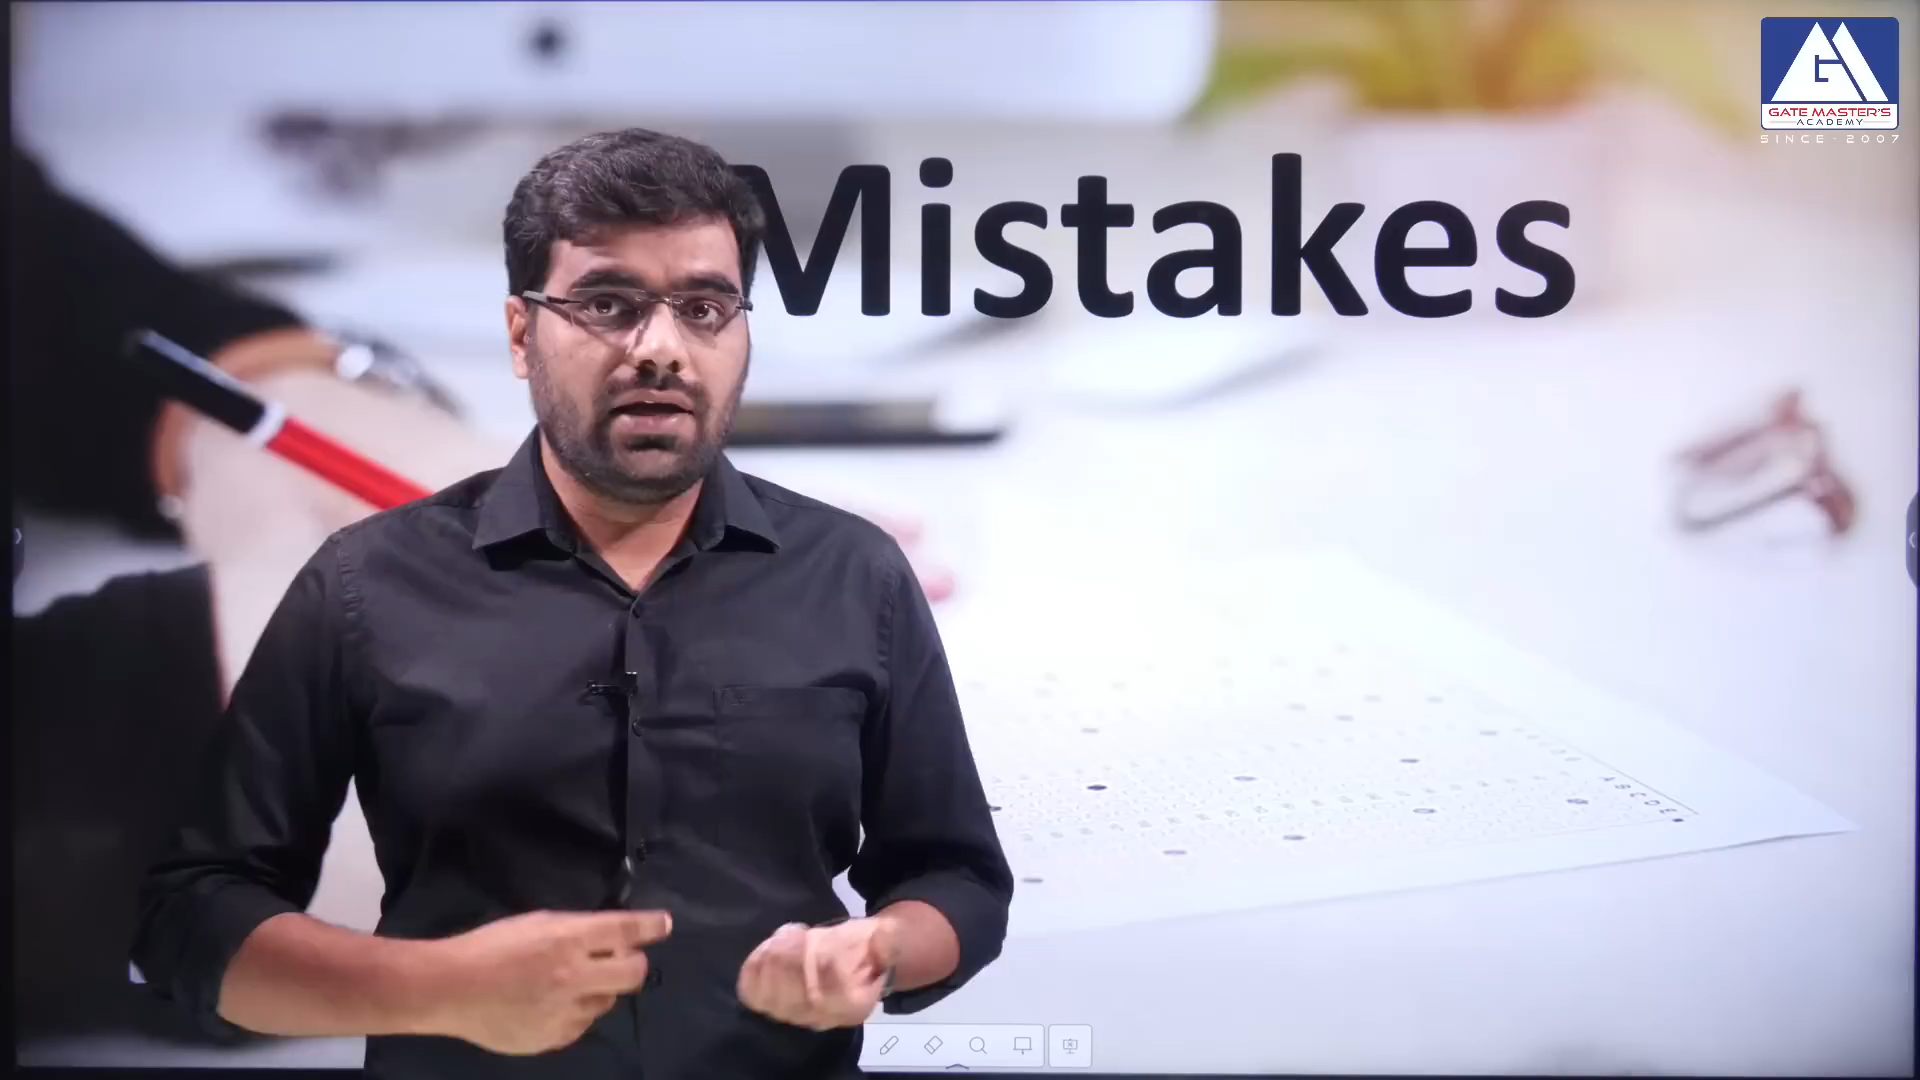 Mistakes
GATE MASTER'S
ACADEMY
SINCE-2007
A B C D E